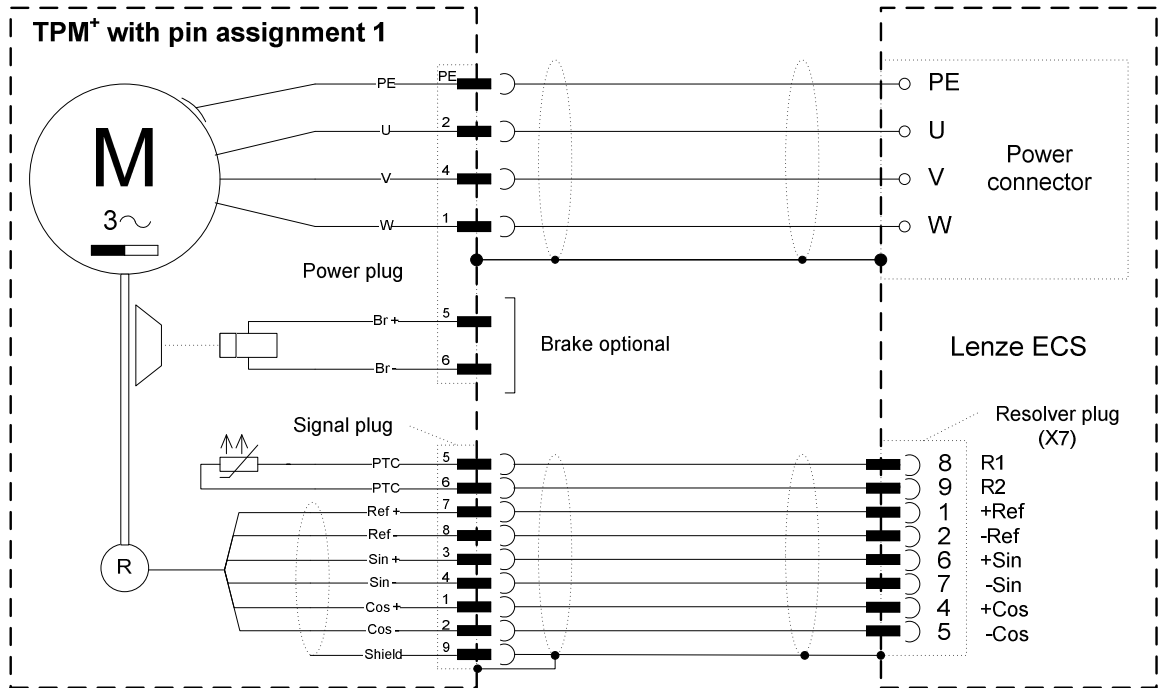 TPM+ with pin assignment 1
M
3~
PE PE PE
U 2 U
V 4 V
W 1 W
Power connector
Power plug
Br+ 5
Br- 6
Brake optional
Lenze ECS
Signal plug
Resolver plug
(X7)
PTC 5 8 R1
PTC 6 9 R2
Ref+ 7 1 +Ref
Ref- 8 2 -Ref
Sin+ 3 6 +Sin
Sin- 4 7 -Sin
Cos+ 1 4 +Cos
Cos- 2 5 -Cos
Shield 9
R